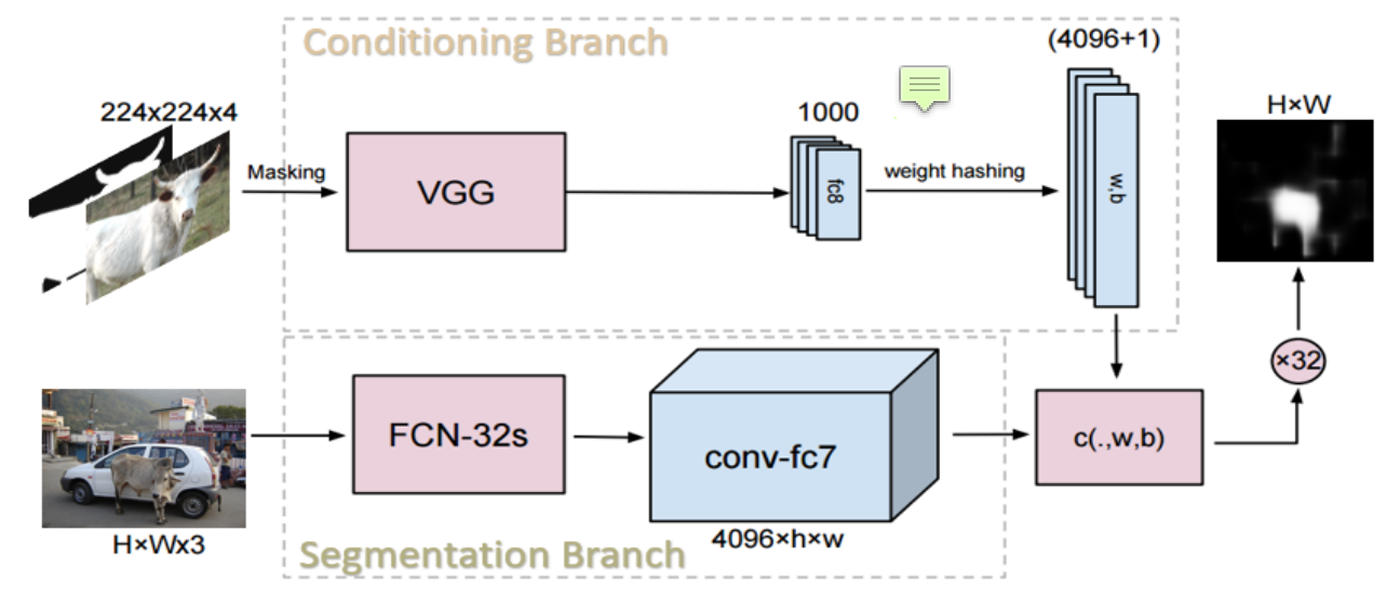 Conditioning Branch
(4096+1)
224x224x4
1000
H×W
Masking
VGG
fc8
weight hashing
w,b
×32
FCN-32s
conv-fc7
c(.,w,b)
4096×h×w
H×Wx3
Segmentation Branch